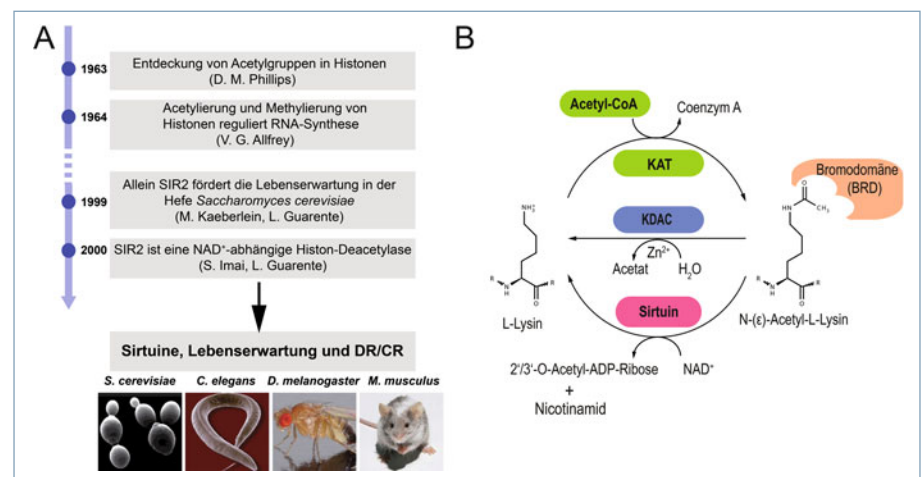 A
1963
Entdeckung von Acetylgruppen in Histonen
(D. M. Phillips)
1964
Acetylierung und Methylierung von
Histonen reguliert RNA-Synthese
(V. G. Allfrey)
1999
Allein SIR2 fördert die Lebenserwartung in der
Hefe Saccharomyces cerevisiae
(M. Kaeberlein, L. Guarente)
2000
SIR2 ist eine NAD⁺-abhängige Histon-Deacetylase
(S. Imai, L. Guarente)
Sirtuine, Lebenserwartung und DR/CR
S. cerevisiae C. elegans D. melanogaster M. musculus
B
Acetyl-CoA
Coenzym A
KAT
Bromodomäne
(BRD)
KDAC
Zn²⁺
Acetat
H₂O
Sirtuin
NH₃⁺
R
N
H
O
R
L-Lysin
O
HN
CH₃
R
N
H
O
R
N-(ε)-Acetyl-L-Lysin
2'/3'-O-Acetyl-ADP-Ribose
NAD⁺
+
Nicotinamid